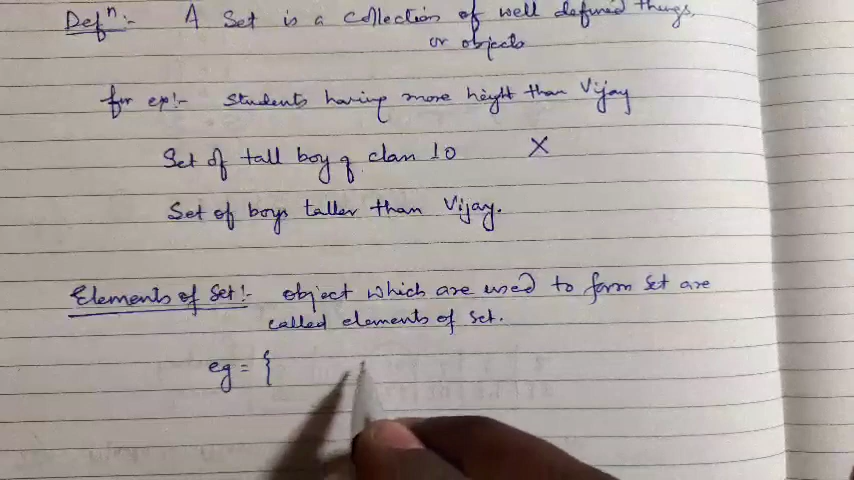 Defⁿ:- A Set is a collection of well defined things,
or objects
for ex:- Students having more height than Vijay
Set of tall boy of class 10 X
Set of boys taller than Vijay.
Elements of Set:- object which are used to form set are
called elements of set.
eg = {